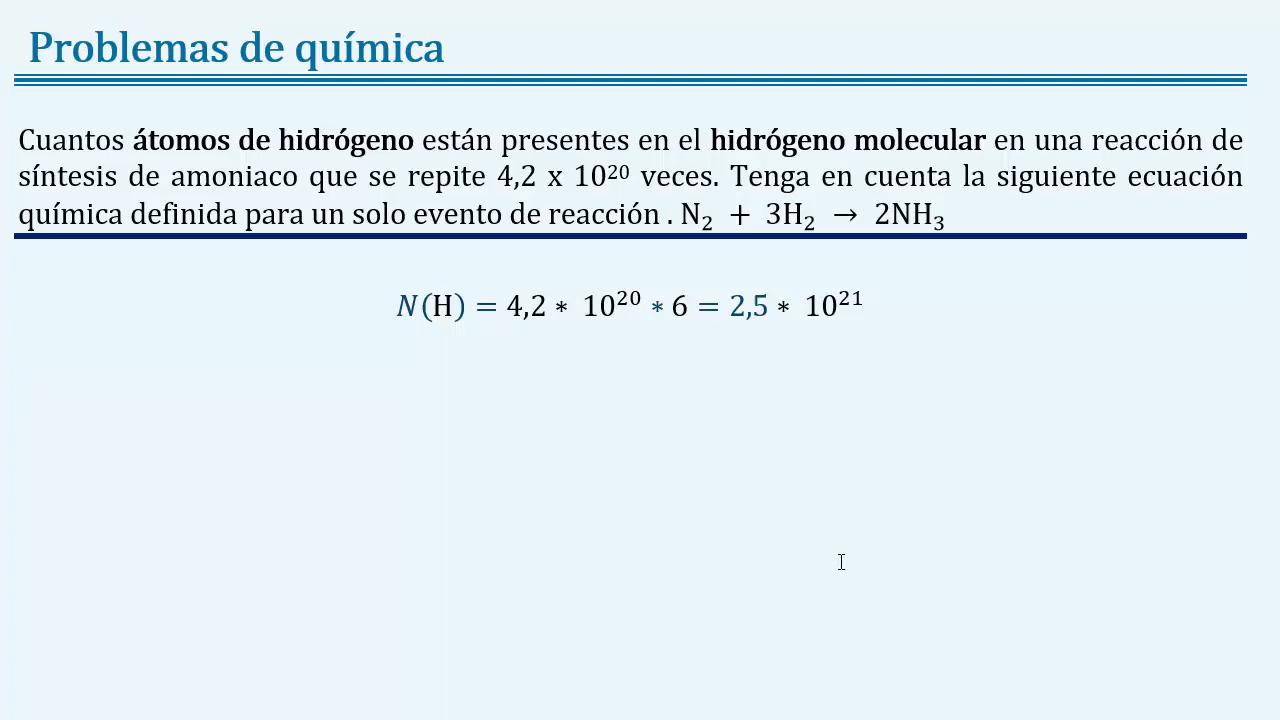 Problemas de química
Cuantos átomos de hidrógeno están presentes en el hidrógeno molecular en una reacción de
síntesis de amoniaco que se repite 4,2 x 10²⁰ veces. Tenga en cuenta la siguiente ecuación
química definida para un solo evento de reacción . N₂ + 3H₂ → 2NH₃
N(H) = 4,2 * 10²⁰ * 6 = 2,5 * 10²¹